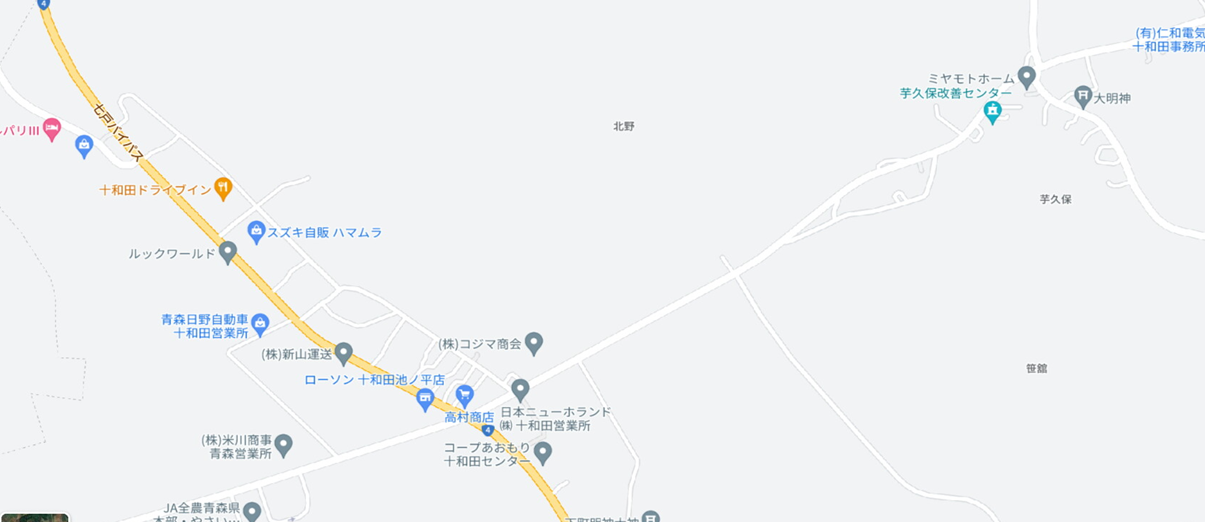 4
(有)仁和電気
十和田事務所
ミヤモトホーム
芋久保改善センター
大明神
七戸バイパス
北野
パリIII
十和田ドライブイン
芋久保
スズキ自販 ハマムラ
ルックワールド
青森日野自動車
十和田営業所
(株)コジマ商会
(株)新山運送
笹舘
ローソン 十和田池ノ平店
高村商店
日本ニューホランド
㈱ 十和田営業所
4
(株)米川商事
青森営業所
コープあおもり
十和田センター
JA全農青森県
本部・やさい…